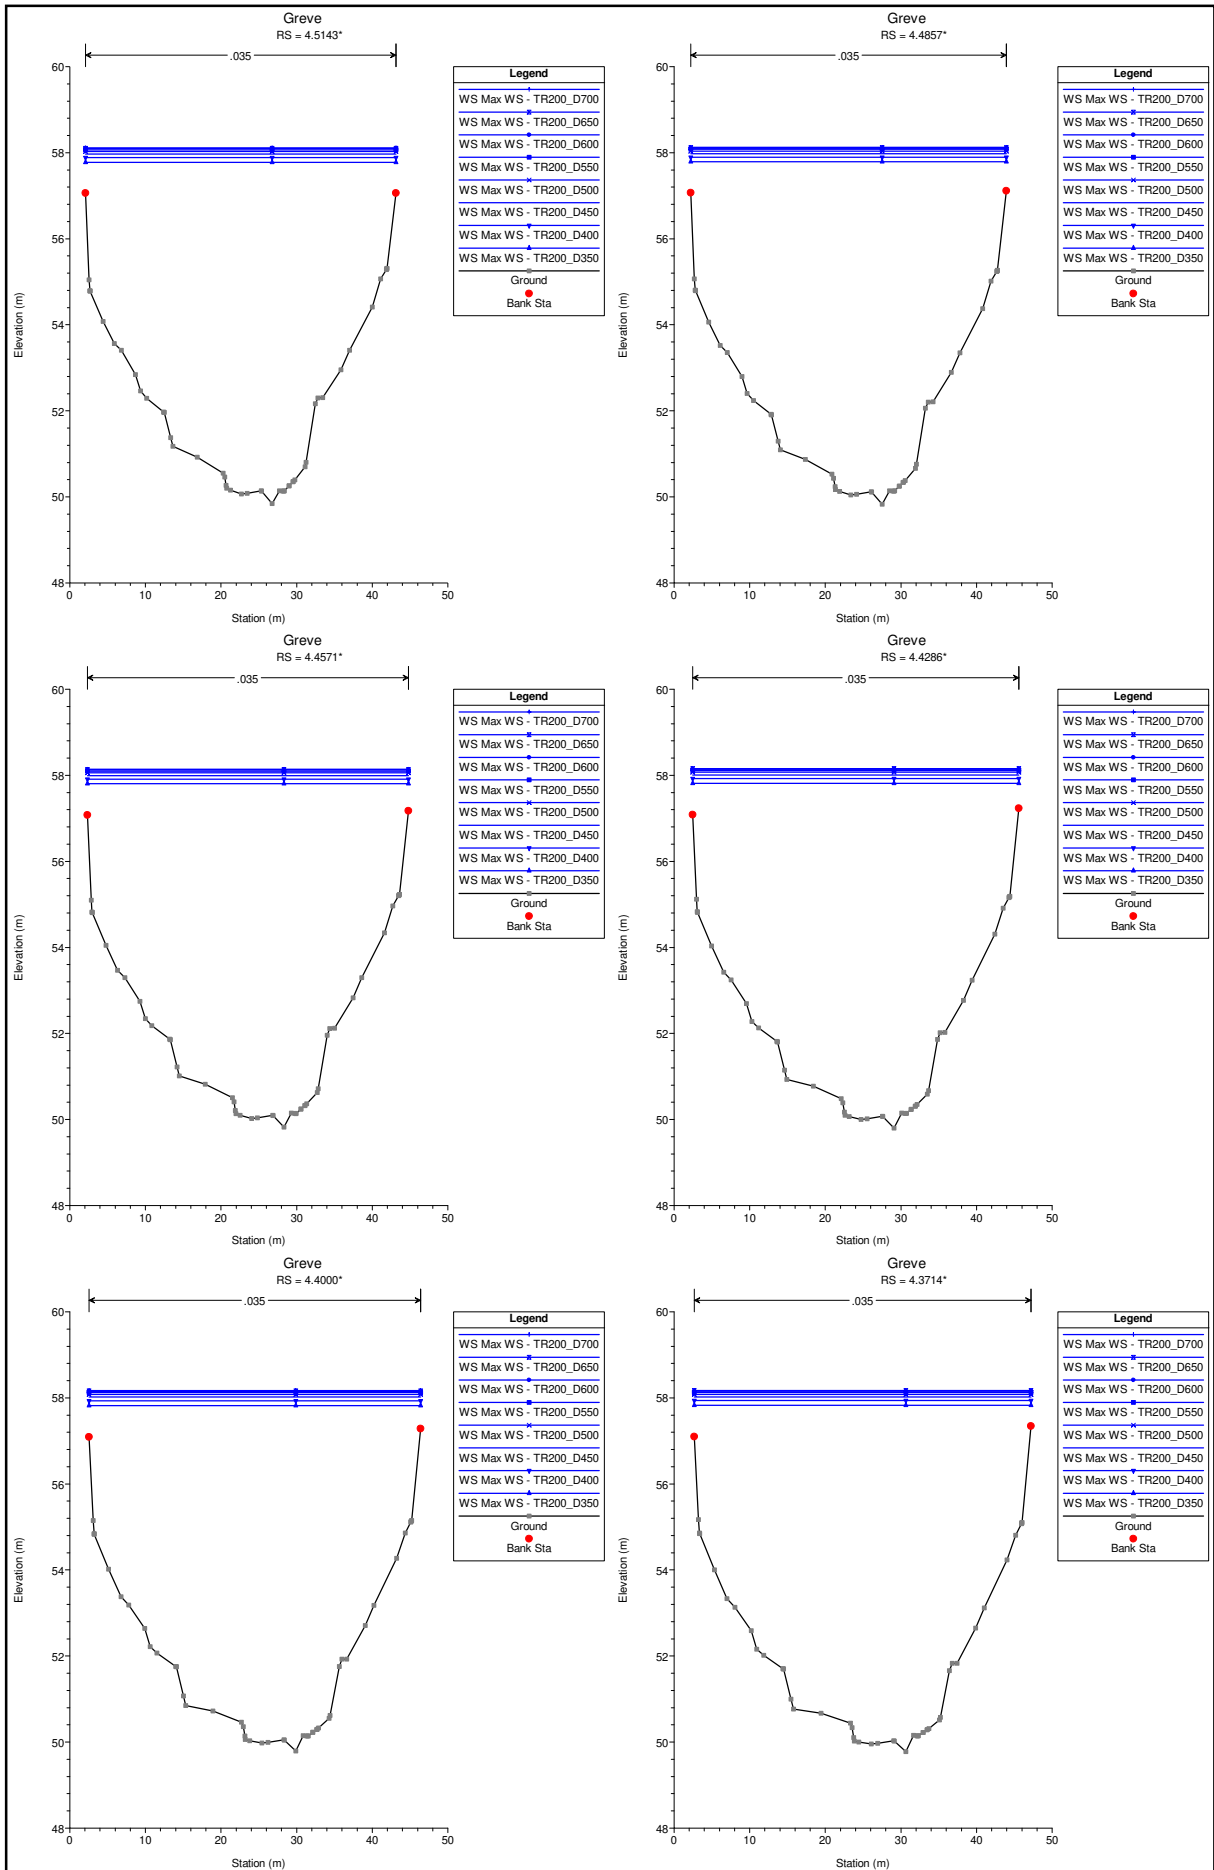 Greve
RS = 4.5143*
.035
60
58
56
54
52
50
48
0
10
20
30
40
50
Elevation (m)
Station (m)
Legend
WS Max WS - TR200_D700
WS Max WS - TR200_D650
WS Max WS - TR200_D600
WS Max WS - TR200_D550
WS Max WS - TR200_D500
WS Max WS - TR200_D450
WS Max WS - TR200_D400
WS Max WS - TR200_D350
Ground
Bank Sta
Greve
RS = 4.4857*
.035
60
58
56
54
52
50
48
0
10
20
30
40
50
Elevation (m)
Station (m)
Legend
WS Max WS - TR200_D700
WS Max WS - TR200_D650
WS Max WS - TR200_D600
WS Max WS - TR200_D550
WS Max WS - TR200_D500
WS Max WS - TR200_D450
WS Max WS - TR200_D400
WS Max WS - TR200_D350
Ground
Bank Sta
Greve
RS = 4.4571*
.035
60
58
56
54
52
50
48
0
10
20
30
40
50
Elevation (m)
Station (m)
Legend
WS Max WS - TR200_D700
WS Max WS - TR200_D650
WS Max WS - TR200_D600
WS Max WS - TR200_D550
WS Max WS - TR200_D500
WS Max WS - TR200_D450
WS Max WS - TR200_D400
WS Max WS - TR200_D350
Ground
Bank Sta
Greve
RS = 4.4286*
.035
60
58
56
54
52
50
48
0
10
20
30
40
50
Elevation (m)
Station (m)
Legend
WS Max WS - TR200_D700
WS Max WS - TR200_D650
WS Max WS - TR200_D600
WS Max WS - TR200_D550
WS Max WS - TR200_D500
WS Max WS - TR200_D450
WS Max WS - TR200_D400
WS Max WS - TR200_D350
Ground
Bank Sta
Greve
RS = 4.4000*
.035
60
58
56
54
52
50
48
0
10
20
30
40
50
Elevation (m)
Station (m)
Legend
WS Max WS - TR200_D700
WS Max WS - TR200_D650
WS Max WS - TR200_D600
WS Max WS - TR200_D550
WS Max WS - TR200_D500
WS Max WS - TR200_D450
WS Max WS - TR200_D400
WS Max WS - TR200_D350
Ground
Bank Sta
Greve
RS = 4.3714*
.035
60
58
56
54
52
50
48
0
10
20
30
40
50
Elevation (m)
Station (m)
Legend
WS Max WS - TR200_D700
WS Max WS - TR200_D650
WS Max WS - TR200_D600
WS Max WS - TR200_D550
WS Max WS - TR200_D500
WS Max WS - TR200_D450
WS Max WS - TR200_D400
WS Max WS - TR200_D350
Ground
Bank Sta